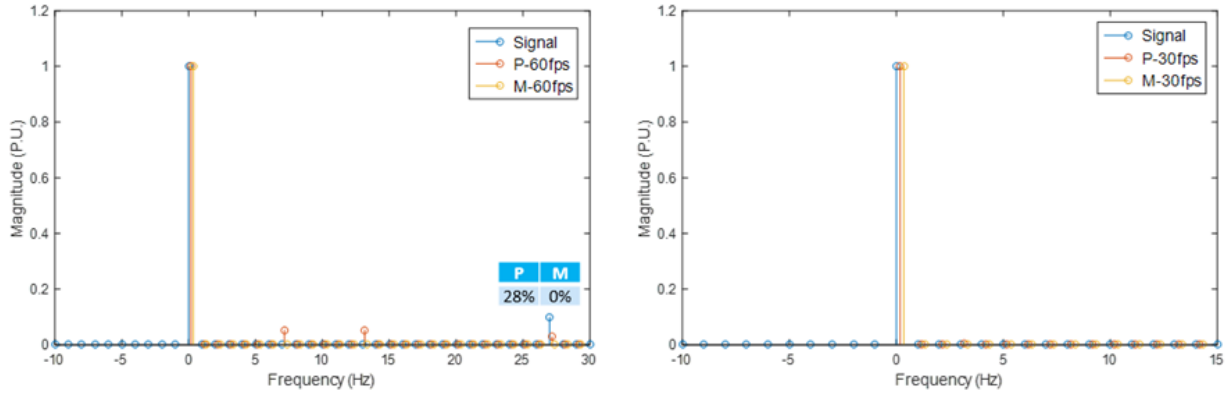 1.2
1
0.8
0.6
0.4
0.2
0
Magnitude (P.U.)
Signal
P-60fps
M-60fps
P M
28% 0%
-10 -5 0 5 10 15 20 25 30
Frequency (Hz)
1.2
1
0.8
0.6
0.4
0.2
0
Magnitude (P.U.)
Signal
P-30fps
M-30fps
-10 -5 0 5 10 15
Frequency (Hz)